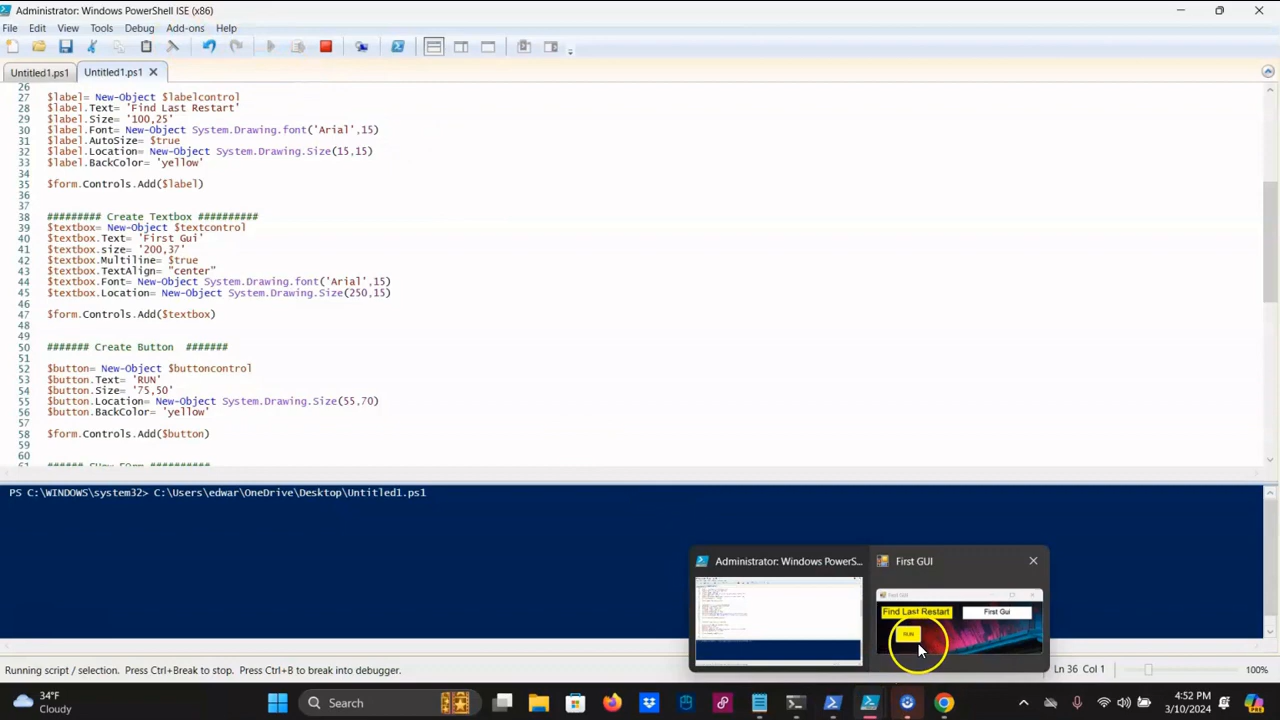 Administrator: Windows PowerShell ISE (x86)
File Edit View Tools Debug Add-ons Help
Untitled1.ps1 Untitled1.ps1
26
27 $label= New-Object $labelcontrol
28 $label.Text= 'Find Last Restart'
29 $label.Size= '100,25'
30 $label.Font= New-Object System.Drawing.font('Arial',15)
31 $label.AutoSize= $true
32 $label.Location= New-Object System.Drawing.Size(15,15)
33 $label.BackColor= 'yellow'
34
35 $form.Controls.Add($label)
36
37
38 ######### Create Textbox ##########
39 $textbox= New-Object $textcontrol
40 $textbox.Text= 'First Gui'
41 $textbox.size= '200,37'
42 $textbox.Multiline= $true
43 $textbox.TextAlign= "center"
44 $textbox.Font= New-Object System.Drawing.font('Arial',15)
45 $textbox.Location= New-Object System.Drawing.Size(250,15)
46
47 $form.Controls.Add($textbox)
48
49
50 ####### Create Button #######
51
52 $button= New-Object $buttoncontrol
53 $button.Text= 'RUN'
54 $button.Size= '75,50'
55 $button.Location= New-Object System.Drawing.Size(55,70)
56 $button.BackColor= 'yellow'
57
58 $form.Controls.Add($button)
59
60
PS C:\WINDOWS\system32> C:\Users\edwar\OneDrive\Desktop\Untitled1.ps1
Administrator: Windows PowerS... First GUI
First GUI
Find Last Restart First Gui
RUN
Running script / selection. Press Ctrl+Break to stop. Press Ctrl+B to break into debugger. Ln 36 Col 1 100%
34°F
Cloudy
Search
4:52 PM
3/10/2024